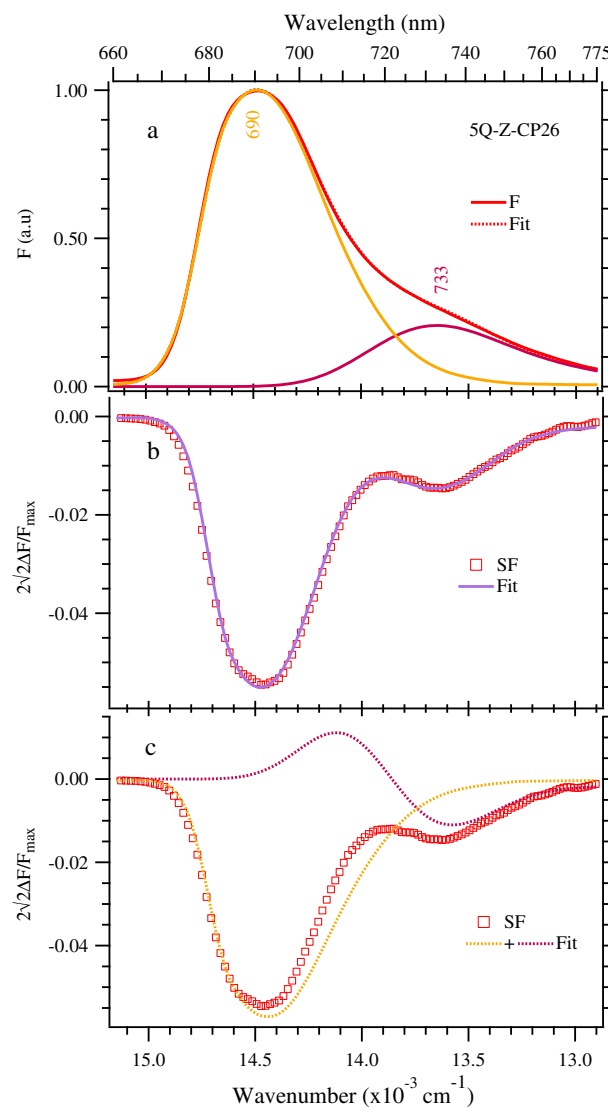 Wavelength (nm)
660 680 700 720 740 760 775
1.00
a
690
5Q-Z-CP26
F
Fit
F (a.u)
0.50
733
0.00
0.00
b
-0.02
2√2ΔF/Fmax
SF
Fit
-0.04
c
0.00
2√2ΔF/Fmax
-0.02
SF
+ Fit
-0.04
15.0 14.5 14.0 13.5 13.0
Wavenumber (x10⁻³ cm⁻¹)